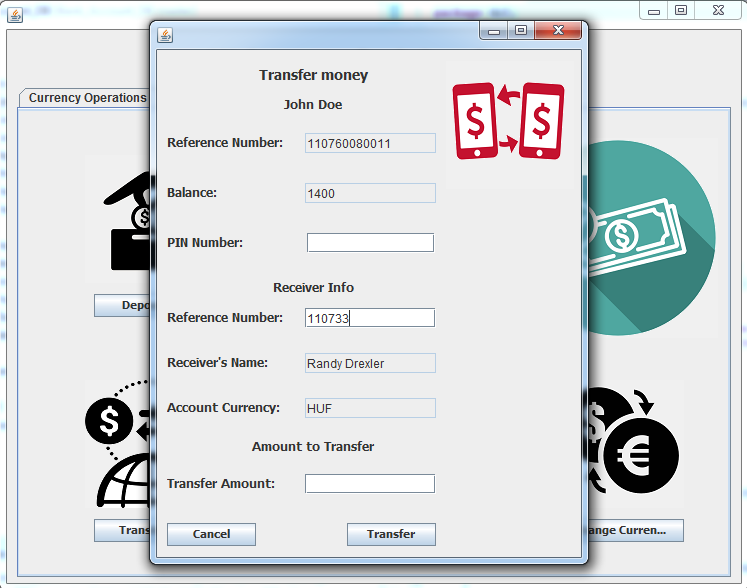 Transfer money
John Doe
Currency Operations
Reference Number: 110760080011
Balance: 1400
PIN Number:
Receiver Info
Depo
Reference Number: 110733
Receiver's Name: Randy Drexler
Account Currency: HUF
Amount to Transfer
Transfer Amount:
Trans
Cancel
Transfer
ange Curren...